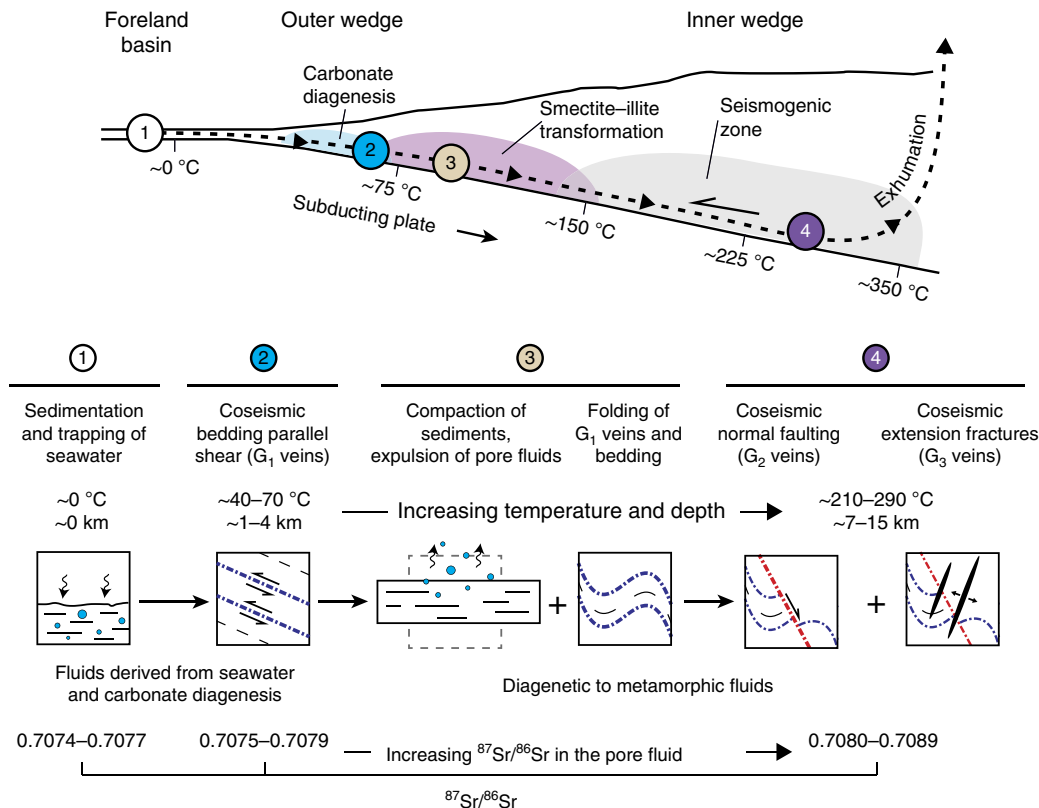 Foreland
basin
Outer wedge
Inner wedge
Carbonate
diagenesis
Smectite–illite
transformation
Seismogenic
zone
1
2
3
4
~0 °C
~75 °C
~150 °C
~225 °C
~350 °C
Subducting plate
Exhumation
1
2
3
4
Sedimentation
and trapping of
seawater
Coseismic
bedding parallel
shear (G₁ veins)
Compaction of
sediments,
expulsion of pore fluids
Folding of
G₁ veins and
bedding
Coseismic
normal faulting
(G₂ veins)
Coseismic
extension fractures
(G₃ veins)
~0 °C
~0 km
~40–70 °C
~1–4 km
Increasing temperature and depth
~210–290 °C
~7–15 km
+
+
Fluids derived from seawater
and carbonate diagenesis
Diagenetic to metamorphic fluids
0.7074–0.7077
0.7075–0.7079
Increasing ⁸⁷Sr/⁸⁶Sr in the pore fluid
0.7080–0.7089
⁸⁷Sr/⁸⁶Sr